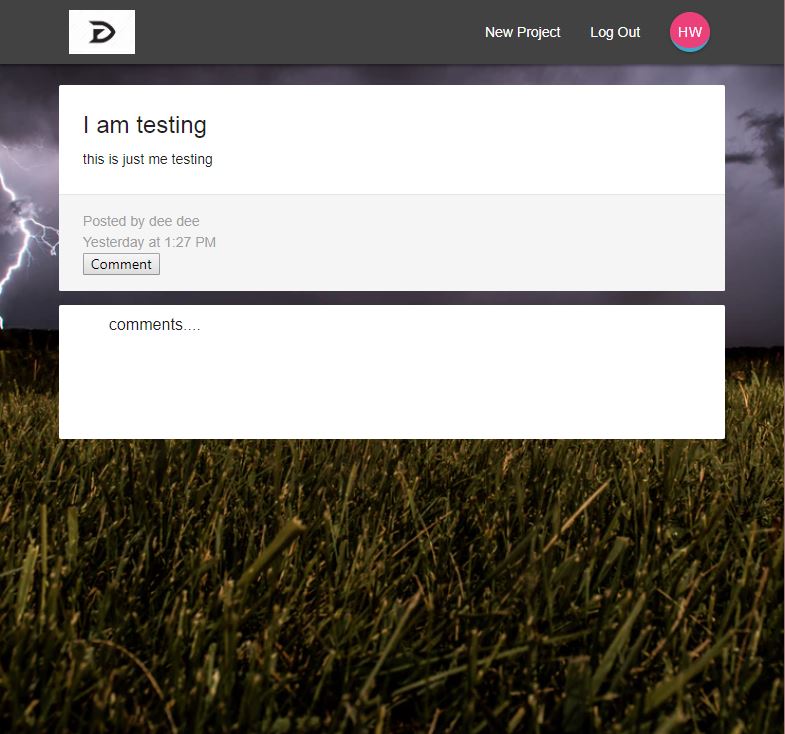 D
New Project
Log Out
HW
I am testing
this is just me testing
Posted by dee dee
Yesterday at 1:27 PM
Comment
comments....